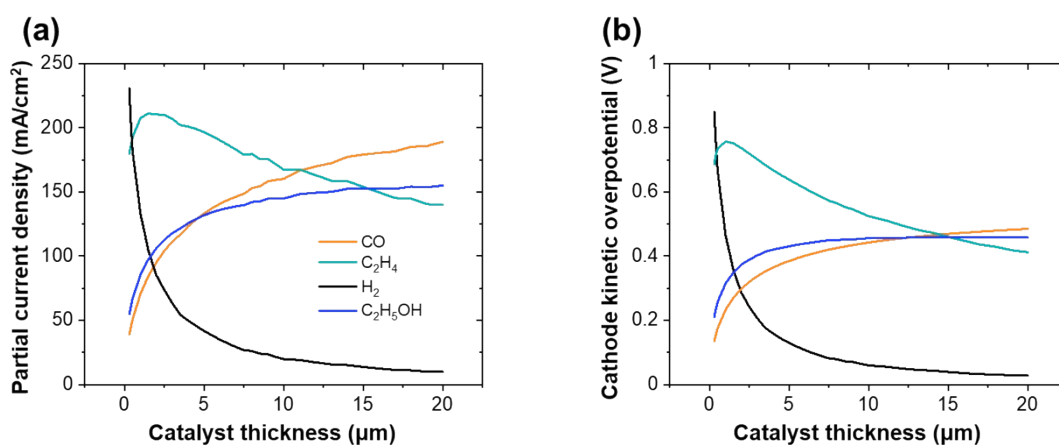 (a)
Partial current density (mA/cm²)
250
200
150
100
50
0
CO
C₂H₄
H₂
C₂H₅OH
0 5 10 15 20
Catalyst thickness (μm)
(b)
Cathode kinetic overpotential (V)
1
0.8
0.6
0.4
0.2
0
0 5 10 15 20
Catalyst thickness (μm)